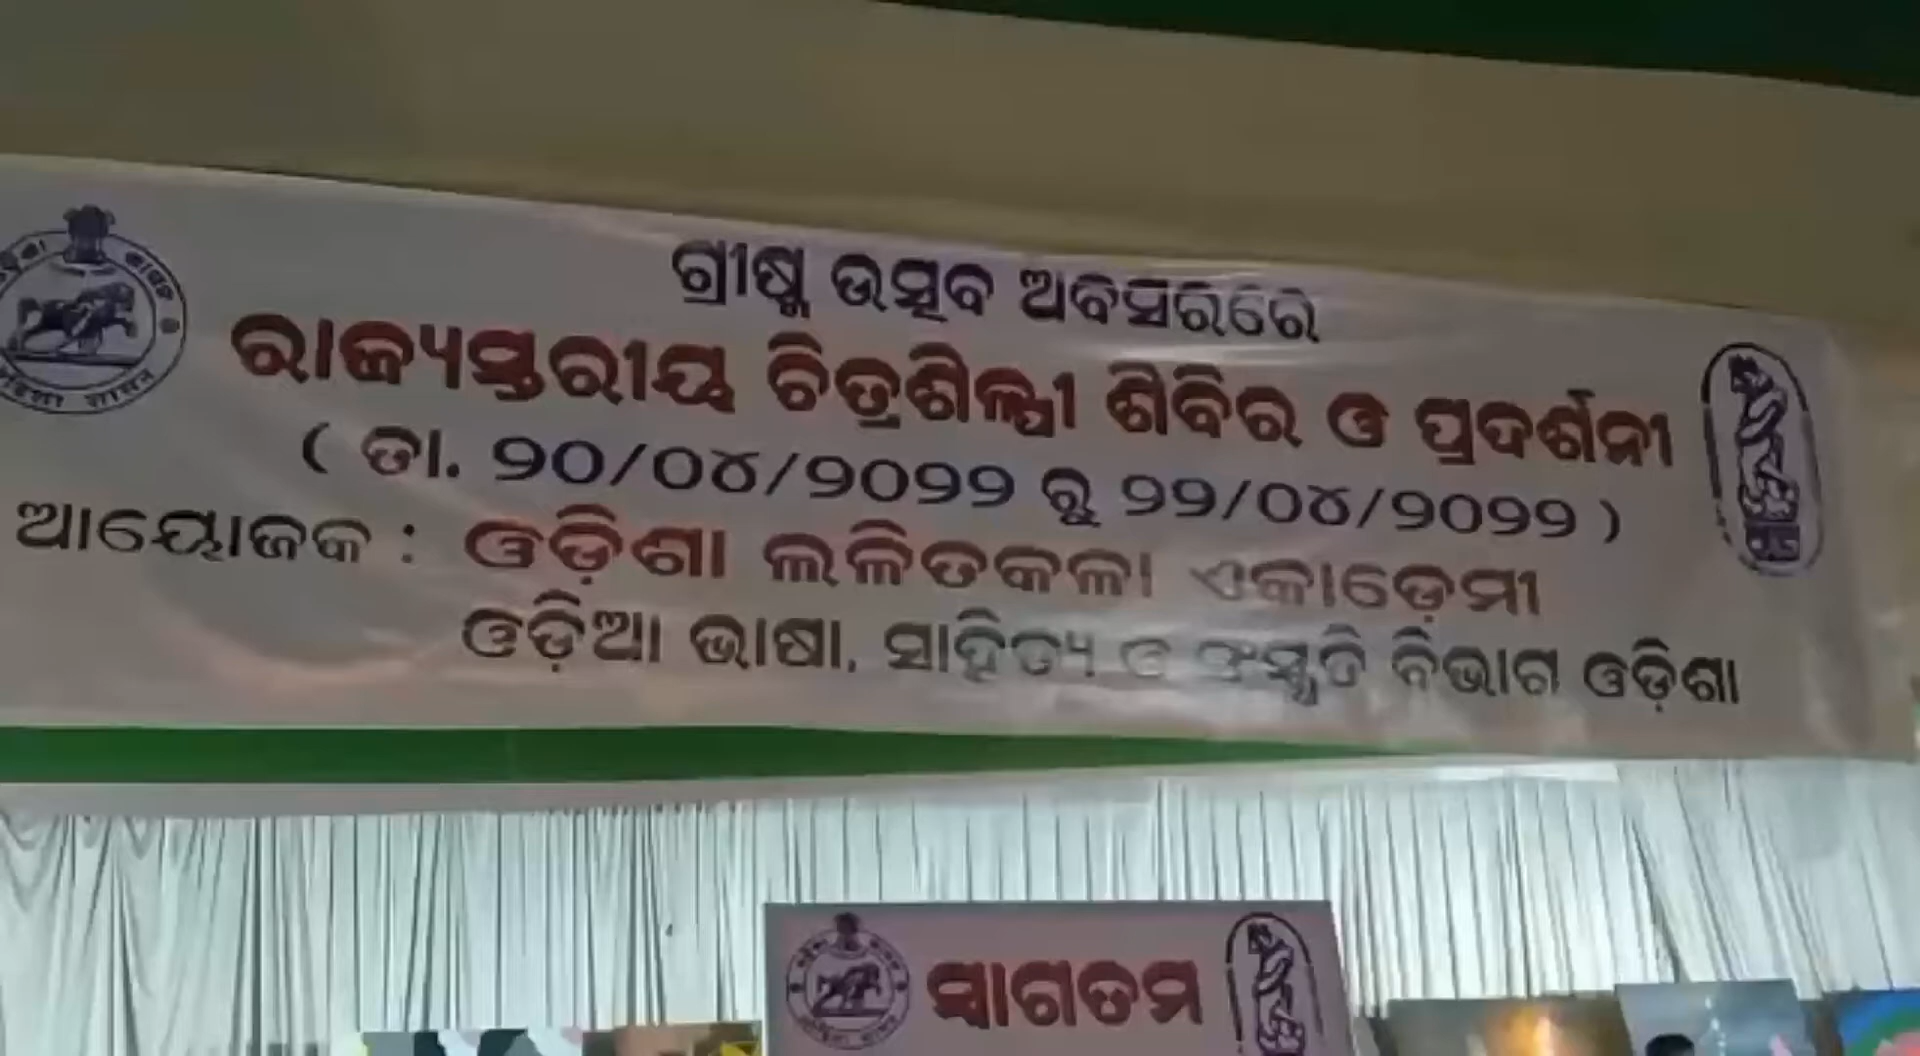 ଗ୍ରୀଷ୍ମ ଉତ୍ସବ ଅବସରରେ
ରାଜ୍ୟସ୍ତରୀୟ ଚିତ୍ରଶିଳ୍ପୀ ଶିବିର ଓ ପ୍ରଦର୍ଶନୀ
( ତା. ୨୦/୦୪/୨୦୨୨ ରୁ ୨୨/୦୪/୨୦୨୨ )
ଆୟୋଜକ : ଓଡ଼ିଶା ଲଳିତକଳା ଏକାଡ଼େମୀ
ଓଡ଼ିଆ ଭାଷା, ସାହିତ୍ୟ ଓ ସଂସ୍କୃତି ବିଭାଗ ଓଡ଼ିଶା
ସ୍ଵାଗତମ